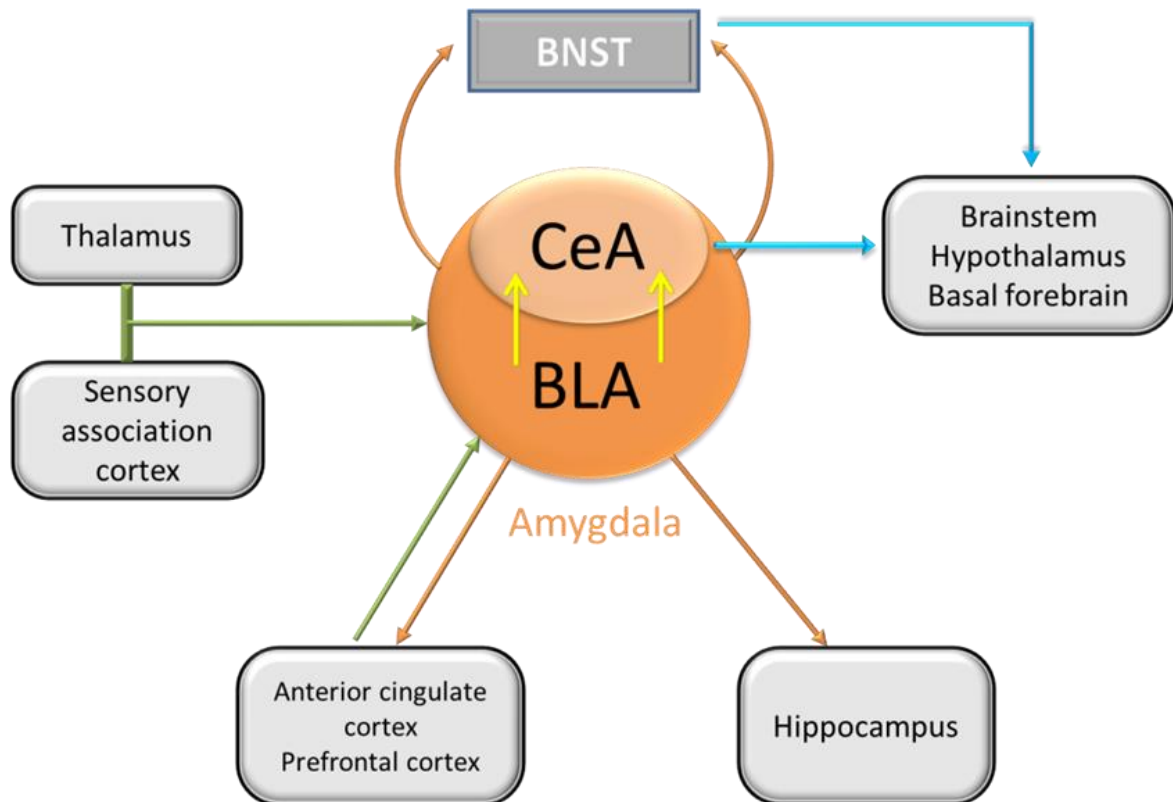 BNST
Thalamus
CeA
Brainstem
Hypothalamus
Basal forebrain
Sensory
association
cortex
BLA
Amygdala
Anterior cingulate
cortex
Prefrontal cortex
Hippocampus